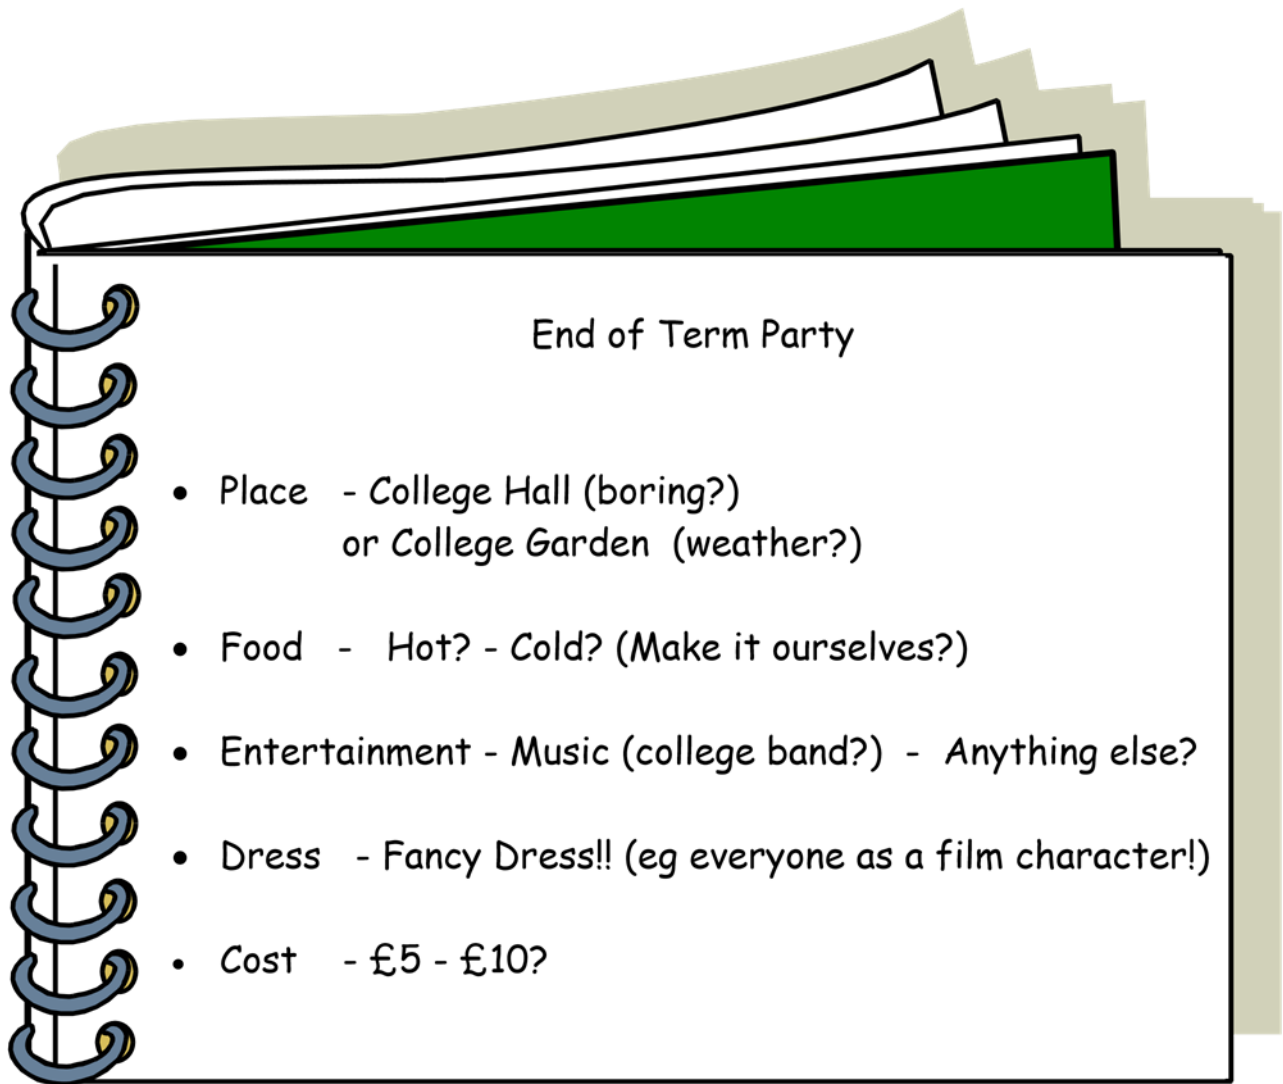 End of Term Party
• Place - College Hall (boring?)
or College Garden (weather?)
• Food - Hot? - Cold? (Make it ourselves?)
• Entertainment - Music (college band?) - Anything else?
• Dress - Fancy Dress!! (eg everyone as a film character!)
• Cost - £5 - £10?